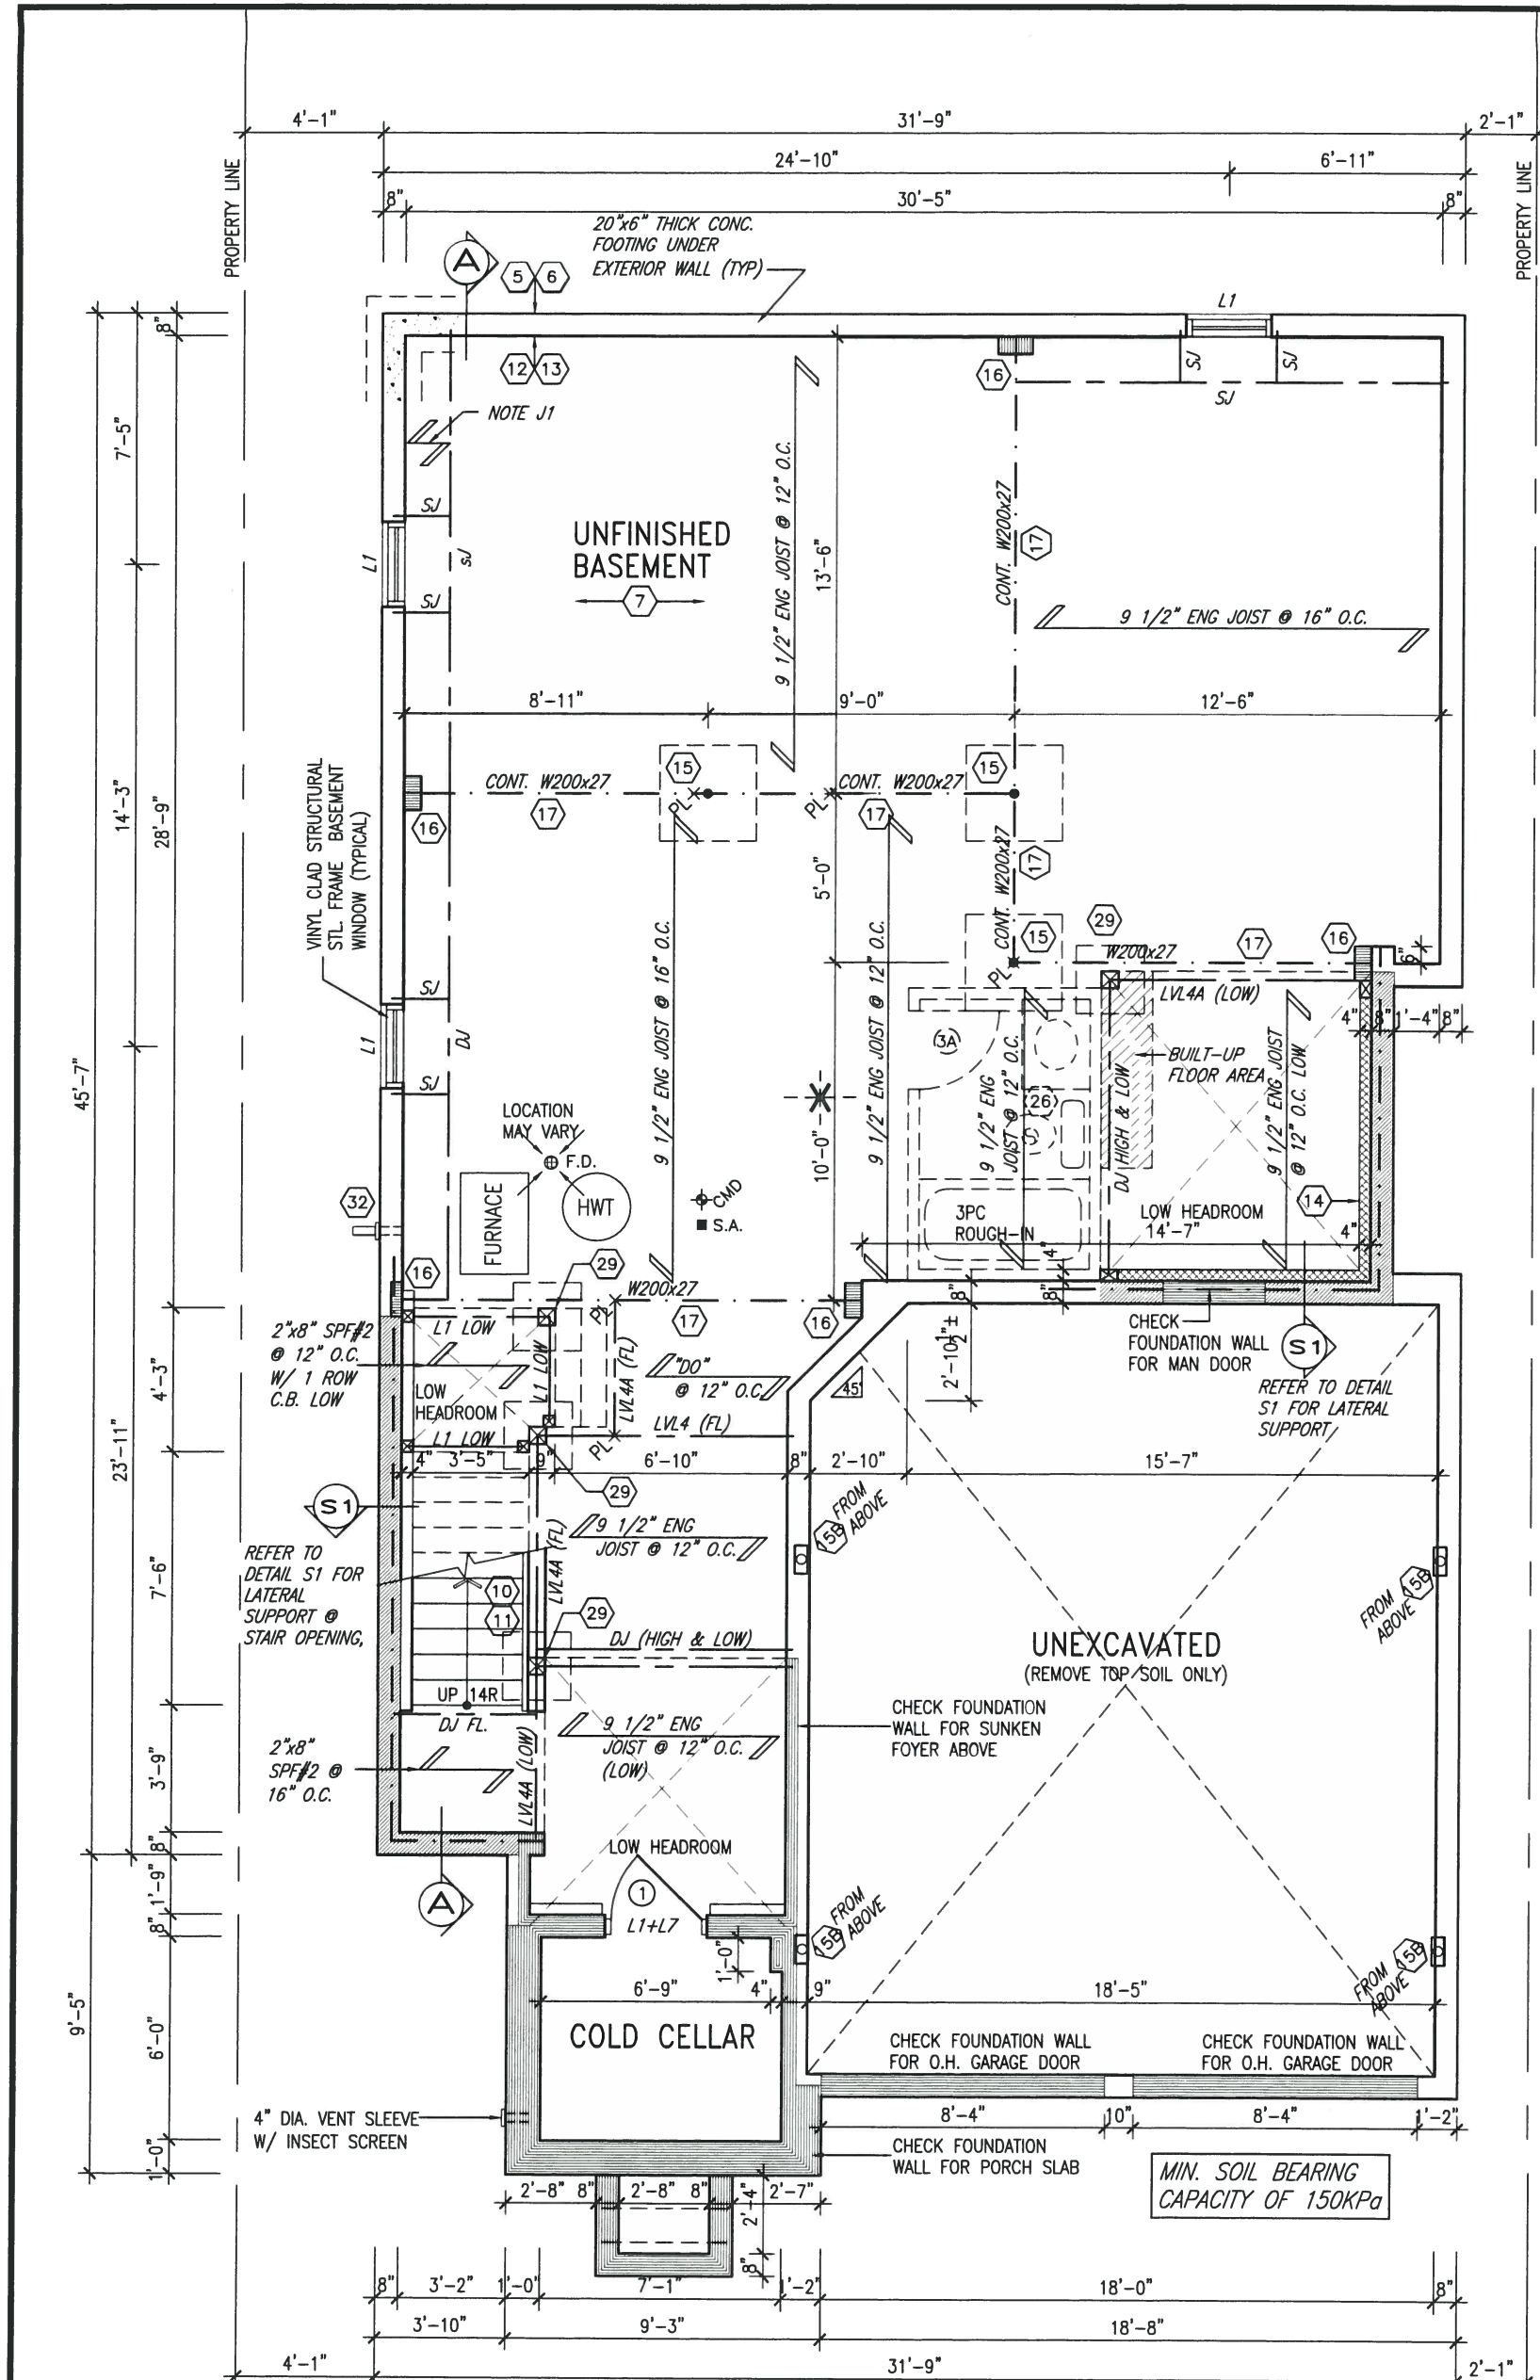 4'-1"
31'-9"
2'-1"
24'-10"
6'-11"
8"
30'-5"
8"
PROPERTY LINE
PROPERTY LINE
20"x6" THICK CONC.
FOOTING UNDER
EXTERIOR WALL (TYP)
A
5
6
L1
8"
12
13
16
SJ
SJ
SJ
NOTE J1
7'-5"
SJ
UNFINISHED
BASEMENT
7
9 1/2" ENG JOIST @ 12" O.C.
13'-6"
CONT. W200x27
17
L1
SJ
SJ
9 1/2" ENG JOIST @ 16" O.C.
8'-11"
9'-0"
12'-6"
VINYL CLAD STRUCTURAL
STL. FRAME BASEMENT
WINDOW (TYPICAL)
14'-3"
28'-9"
CONT. W200x27
15
PL
CONT. W200x27
15
PL
16
17
17
CONT. W200x27
17
5'-0"
29
15
PL
W200x27
17
16
6"
SJ
L1
DJ
SJ
LVL4A (LOW)
4"
8"
1'-4"
8"
9 1/2" ENG JOIST @ 16" O.C.
9 1/2" ENG JOIST @ 12" O.C.
3A
9 1/2" ENG
JOIST @ 12" O.C.
26
BUILT-UP
FLOOR AREA
DJ HIGH & LOW
9 1/2" ENG JOIST
@ 12" O.C. LOW
45'-7"
LOCATION
MAY VARY
F.D.
10'-0"
32
FURNACE
HWT
CMD
S.A.
3PC
ROUGH-IN
LOW HEADROOM
14'-7"
14
4"
16
29
W200x27
PL
17
16
8"
4"
8"
2"x8" SPF#2
@ 12" O.C.
W/ 1 ROW
C.B. LOW
L1 LOW
L1 LOW
LOW
HEADROOM
L1 LOW
LVL4A (FL)
"DO"
@ 12" O.C.
LVL4 (FL)
PL
45°
2'-10 1/2"±
CHECK
FOUNDATION WALL
FOR MAN DOOR
S1
REFER TO DETAIL
S1 FOR LATERAL
SUPPORT
4'-3"
23'-11"
4"
3'-5"
9"
6'-10"
8"
2'-10"
15'-7"
29
S1
REFER TO
DETAIL S1 FOR
LATERAL
SUPPORT @
STAIR OPENING,
9 1/2" ENG
JOIST @ 12" O.C.
LVL4A (FL)
15B
FROM
ABOVE
15B
FROM
ABOVE
7'-6"
10
11
29
DJ (HIGH & LOW)
UNEXCAVATED
(REMOVE TOP SOIL ONLY)
UP 14R
DJ FL.
2"x8"
SPF#2 @
16" O.C.
9 1/2" ENG
JOIST @ 12" O.C.
(LOW)
LVL4A (LOW)
CHECK FOUNDATION
WALL FOR SUNKEN
FOYER ABOVE
3'-9"
8"
1'-9"
8"
A
LOW HEADROOM
1
L1+L7
15B
FROM
ABOVE
15B
FROM
ABOVE
1'-0"
6'-9"
4"
9"
18'-5"
9'-5"
6'-0"
COLD CELLAR
CHECK FOUNDATION WALL
FOR O.H. GARAGE DOOR
CHECK FOUNDATION WALL
FOR O.H. GARAGE DOOR
4" DIA. VENT SLEEVE
W/ INSECT SCREEN
8'-4"
10"
8'-4"
1'-2"
1'-0"
CHECK FOUNDATION
WALL FOR PORCH SLAB
MIN. SOIL BEARING
CAPACITY OF 150KPa
2'-8"
8"
2'-8"
8"
2'-7"
2'-4"
8"
8"
3'-2"
1'-0"
7'-1"
1'-2"
18'-0"
8"
3'-10"
9'-3"
18'-8"
4'-1"
31'-9"
2'-1"